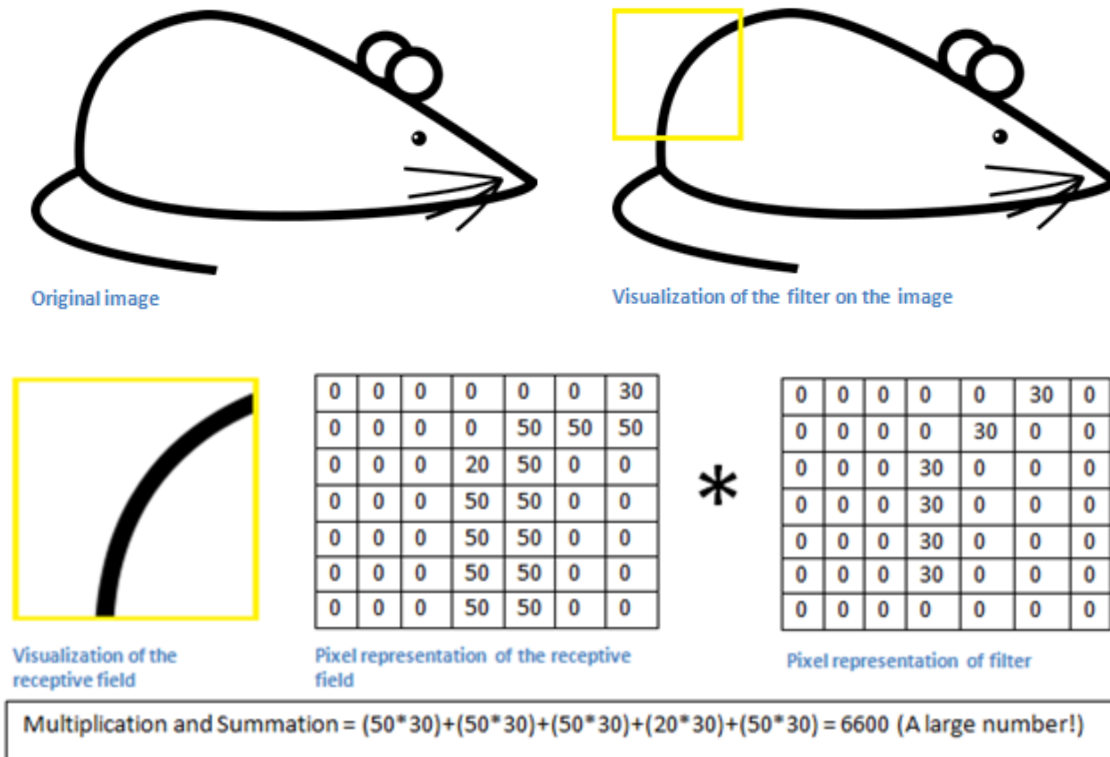 Original image
Visualization of the filter on the image
0 0 0 0 0 0 30
0 0 0 0 50 50 50
0 0 0 20 50 0 0
0 0 0 50 50 0 0
0 0 0 50 50 0 0
0 0 0 50 50 0 0
0 0 0 50 50 0 0
*
0 0 0 0 0 30 0
0 0 0 0 30 0 0
0 0 0 30 0 0 0
0 0 0 30 0 0 0
0 0 0 30 0 0 0
0 0 0 30 0 0 0
0 0 0 0 0 0 0
Visualization of the
receptive field
Pixel representation of the receptive
field
Pixel representation of filter
Multiplication and Summation = (50*30)+(50*30)+(50*30)+(20*30)+(50*30) = 6600 (A large number!)